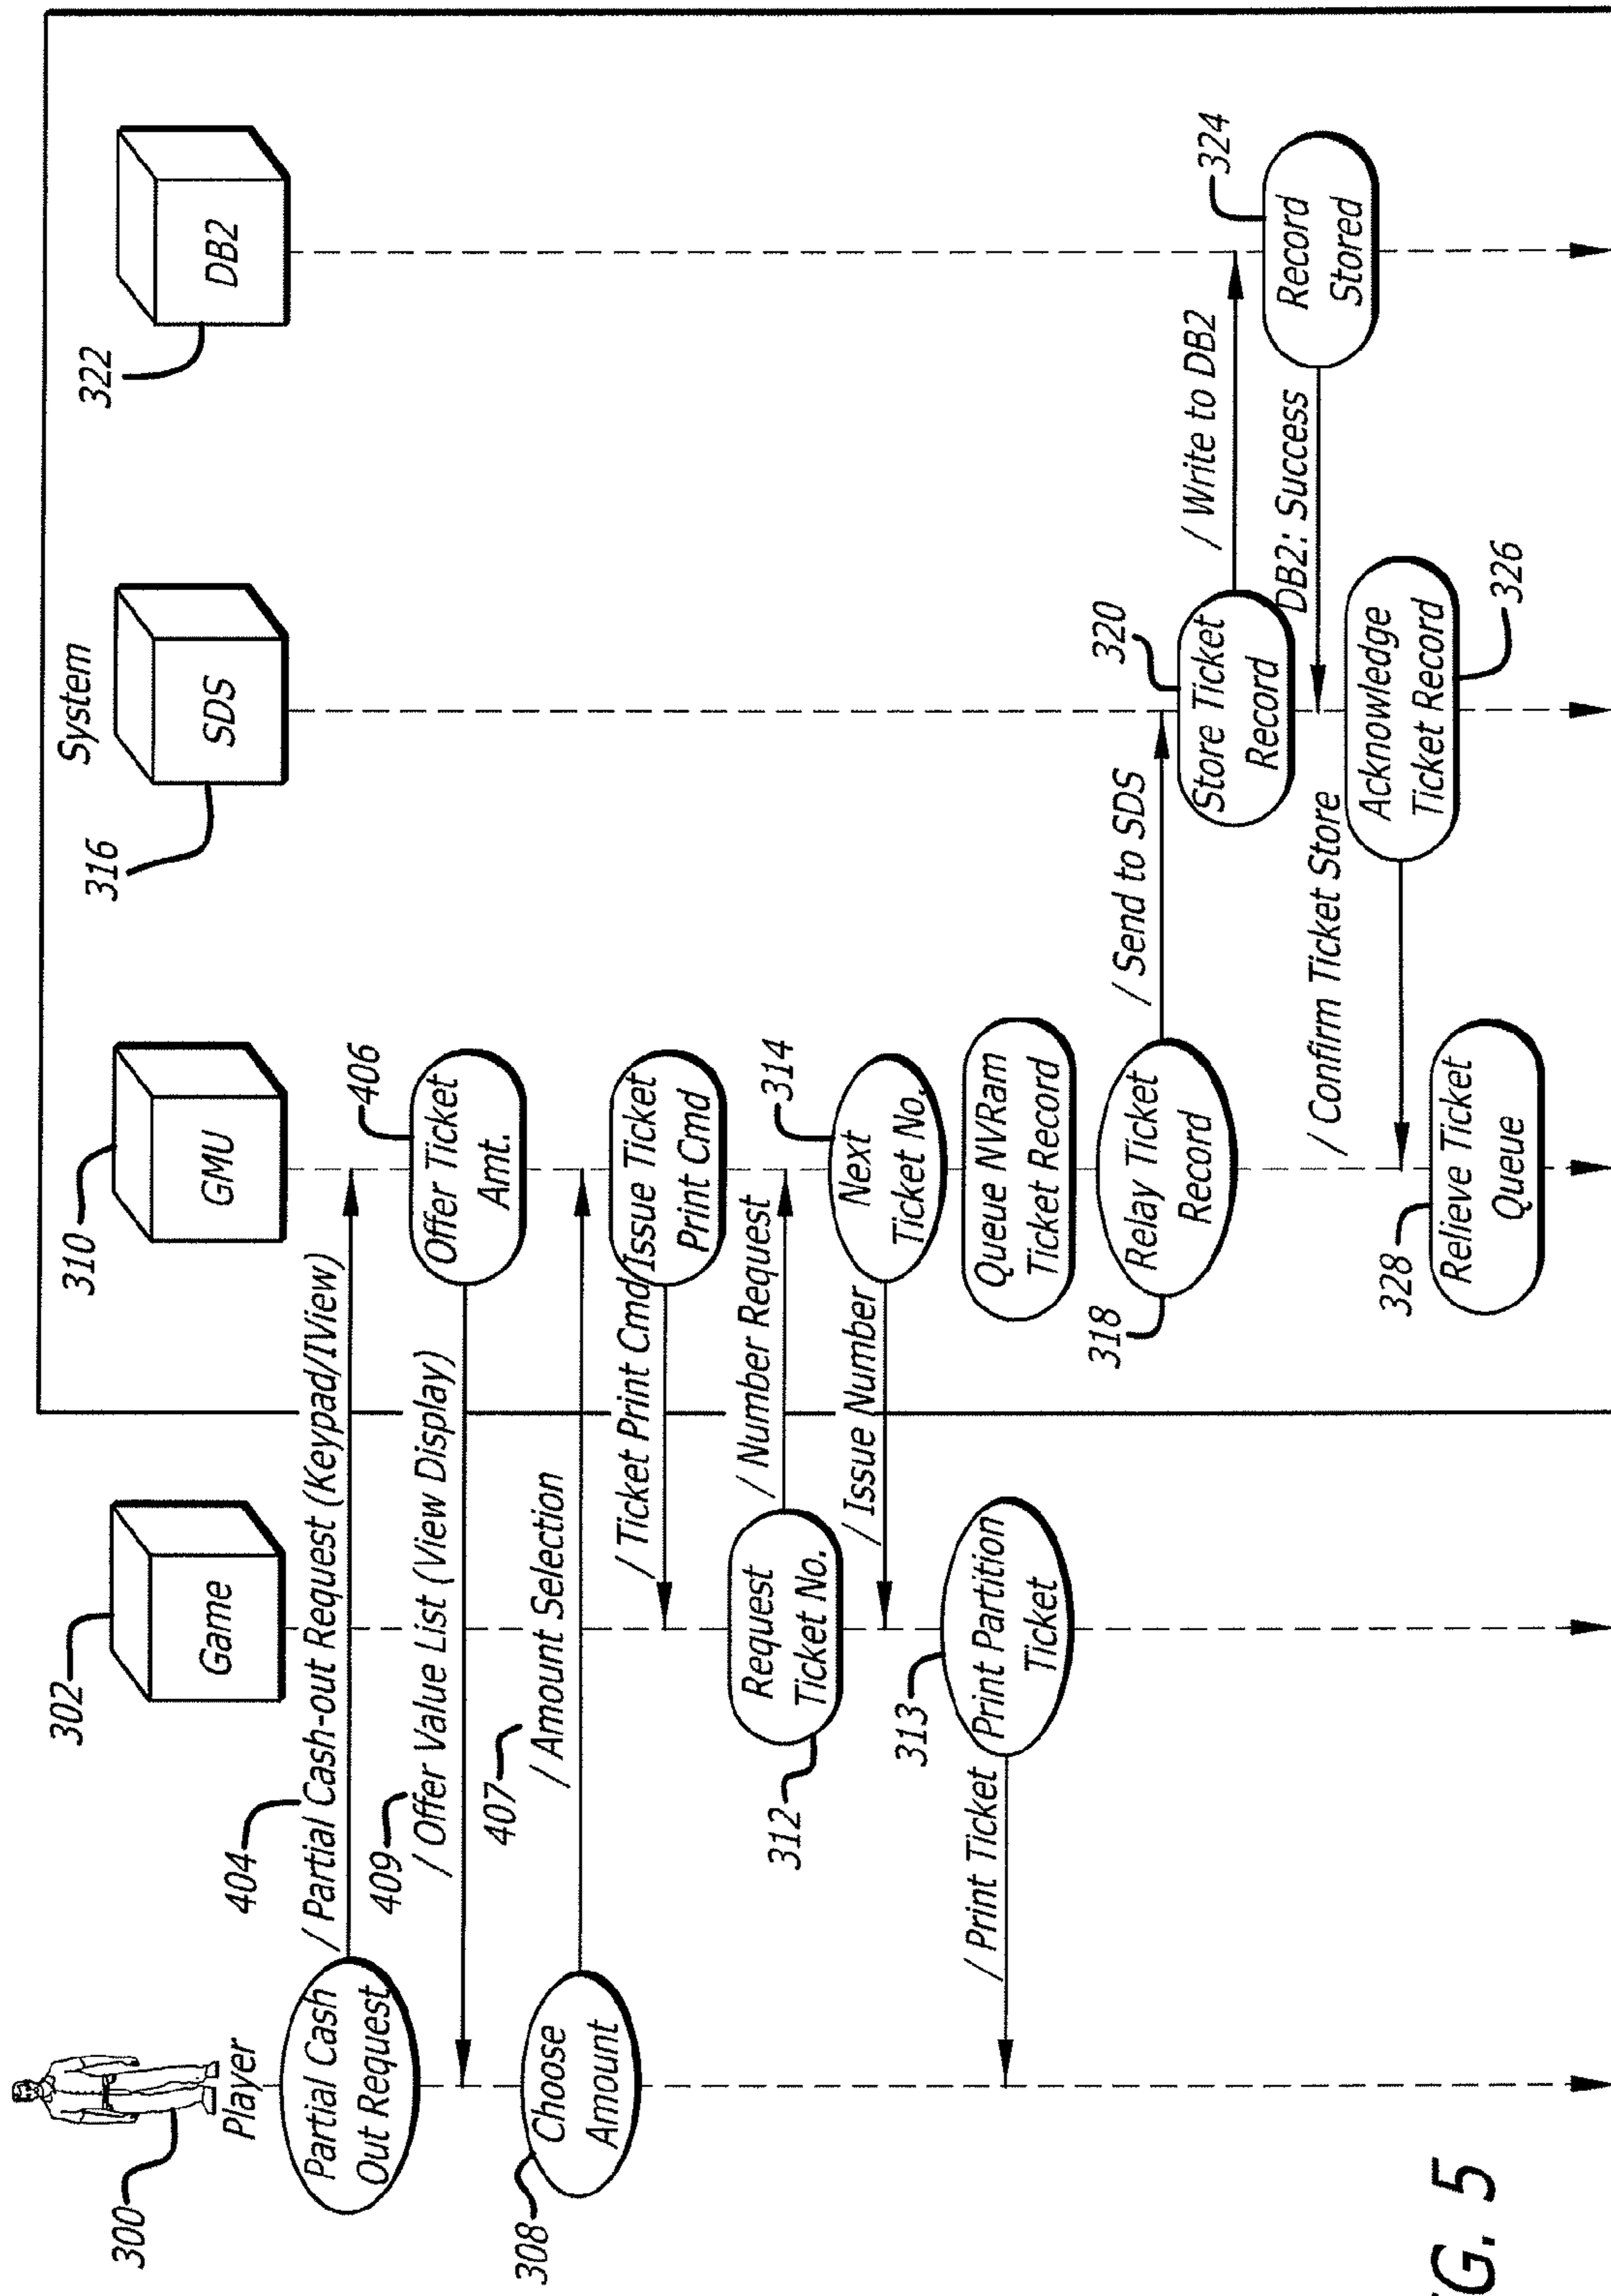 System
300
Player
302
Game
310
GMU
316
SDS
322
DB2
Partial Cash
Out Request
404
/ Partial Cash-out Request (Keypad/IView)
406
Offer Ticket
Amt.
409
/ Offer Value List (View Display)
407
/ Amount Selection
308
Choose
Amount
Issue Ticket
Print Cmd
/ Ticket Print Cmd
312
Request
Ticket No.
/ Number Request
314
Next
Ticket No.
/ Issue Number
313
Print Partition
Ticket
/ Print Ticket
Queue NVRam
Ticket Record
318
Relay Ticket
Record
/ Send to SDS
320
Store Ticket
Record
/ Write to DB2
324
Record
Stored
DB2: Success
326
Acknowledge
Ticket Record
/ Confirm Ticket Store
328
Relieve Ticket
Queue
G. 5